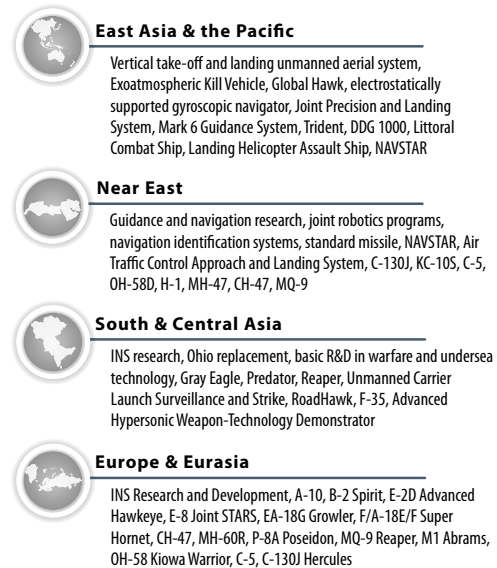 East Asia & the Pacific
Vertical take-off and landing unmanned aerial system,
Exoatmospheric Kill Vehicle, Global Hawk, electrostatically
supported gyroscopic navigator, Joint Precision and Landing
System, Mark 6 Guidance System, Trident, DDG 1000, Littoral
Combat Ship, Landing Helicopter Assault Ship, NAVSTAR
Near East
Guidance and navigation research, joint robotics programs,
navigation identification systems, standard missile, NAVSTAR, Air
Traffic Control Approach and Landing System, C-130J, KC-10S, C-5,
OH-58D, H-1, MH-47, CH-47, MQ-9
South & Central Asia
INS research, Ohio replacement, basic R&D in warfare and undersea
technology, Gray Eagle, Predator, Reaper, Unmanned Carrier
Launch Surveillance and Strike, RoadHawk, F-35, Advanced
Hypersonic Weapon-Technology Demonstrator
Europe & Eurasia
INS Research and Development, A-10, B-2 Spirit, E-2D Advanced
Hawkeye, E-8 Joint STARS, EA-18G Growler, F/A-18E/F Super
Hornet, CH-47, MH-60R, P-8A Poseidon, MQ-9 Reaper, M1 Abrams,
OH-58 Kiowa Warrior, C-5, C-130J Hercules